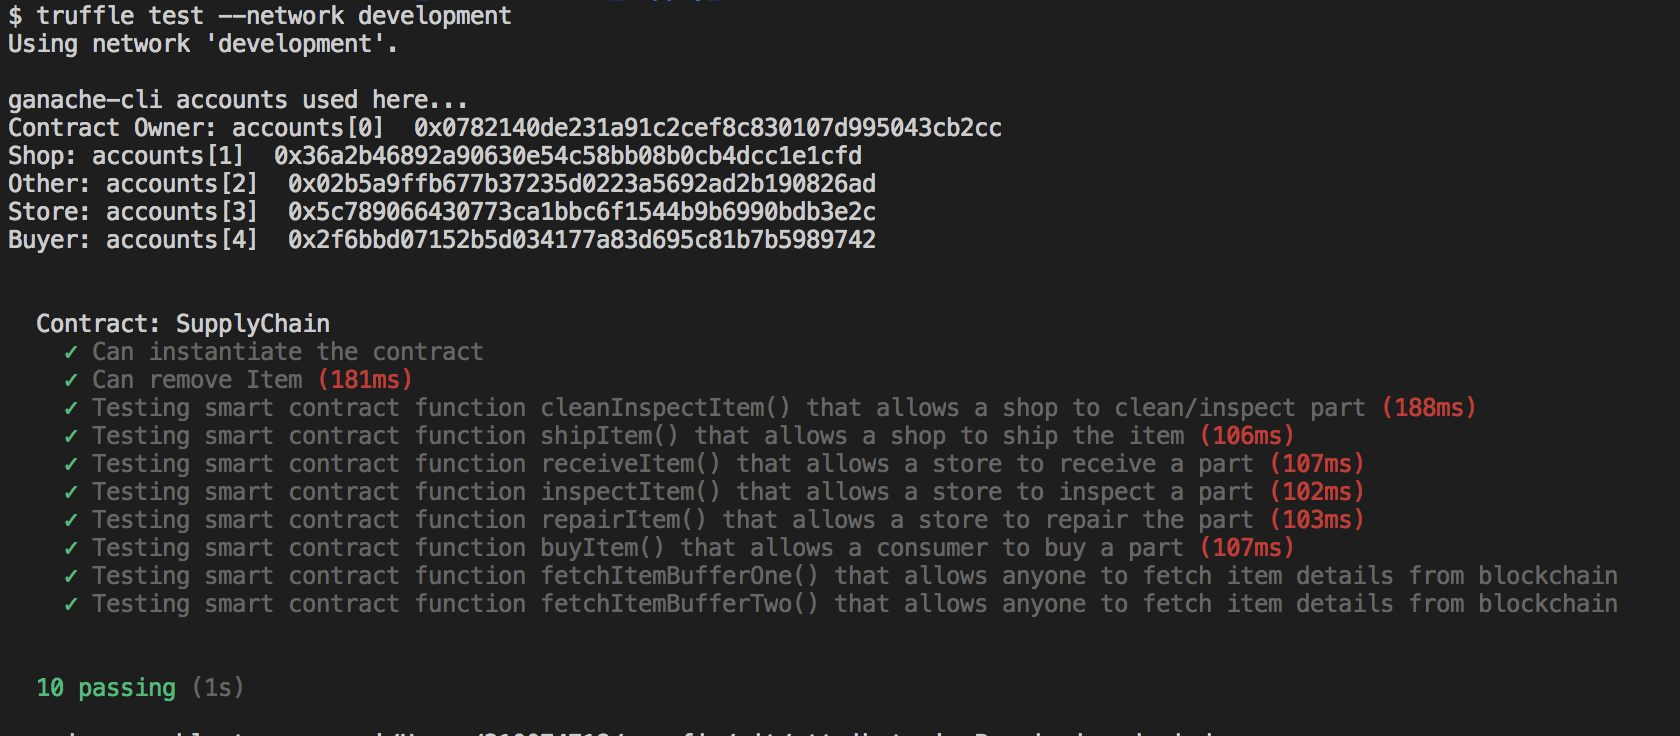 $ truffle test --network development
Using network 'development'.
ganache-cli accounts used here...
Contract Owner: accounts[0]  0x0782140de231a91c2cef8c830107d995043cb2cc
Shop: accounts[1]  0x36a2b46892a90630e54c58bb08b0cb4dcc1e1cfd
Other: accounts[2]  0x02b5a9ffb677b37235d0223a5692ad2b190826ad
Store: accounts[3]  0x5c789066430773ca1bbc6f1544b9b6990bdb3e2c
Buyer: accounts[4]  0x2f6bbd07152b5d034177a83d695c81b7b5989742
Contract: SupplyChain
✓ Can instantiate the contract
✓ Can remove Item (181ms)
✓ Testing smart contract function cleanInspectItem() that allows a shop to clean/inspect part (188ms)
✓ Testing smart contract function shipItem() that allows a shop to ship the item (106ms)
✓ Testing smart contract function receiveItem() that allows a store to receive a part (107ms)
✓ Testing smart contract function inspectItem() that allows a store to inspect a part (102ms)
✓ Testing smart contract function repairItem() that allows a store to repair the part (103ms)
✓ Testing smart contract function buyItem() that allows a consumer to buy a part (107ms)
✓ Testing smart contract function fetchItemBufferOne() that allows anyone to fetch item details from blockchain
✓ Testing smart contract function fetchItemBufferTwo() that allows anyone to fetch item details from blockchain
10 passing (1s)